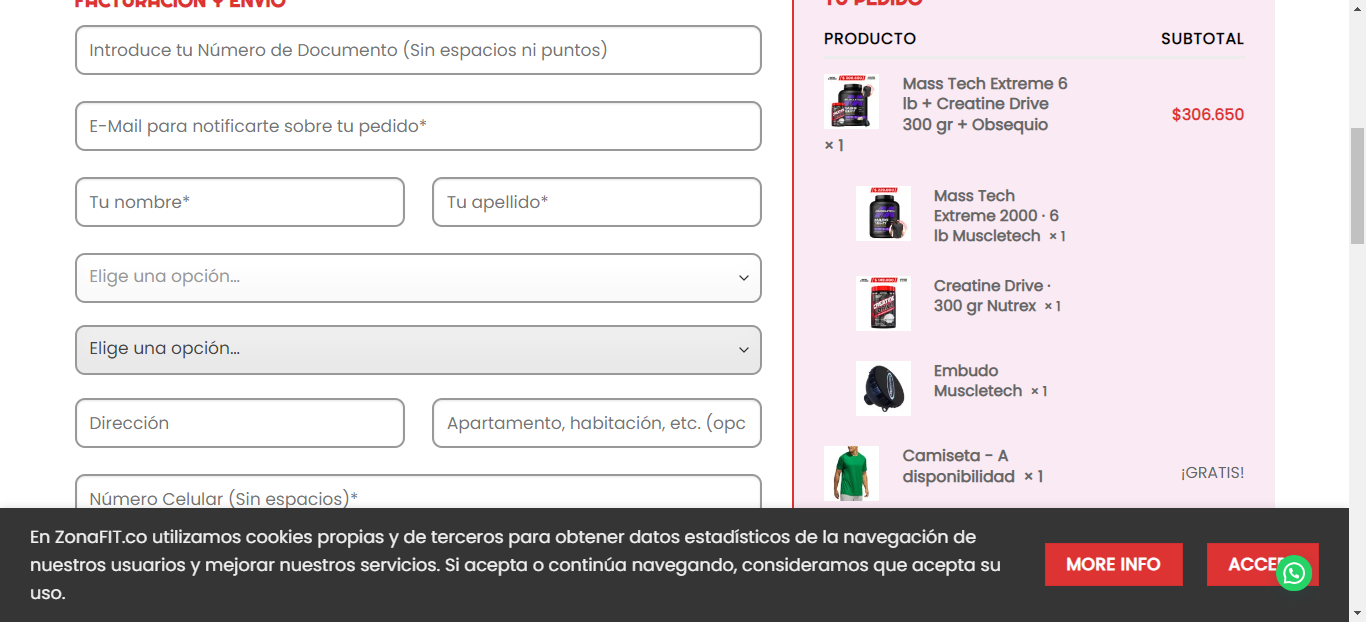 FACTURACIÓN Y ENVÍO
Introduce tu Número de Documento (Sin espacios ni puntos)
E-Mail para notificarte sobre tu pedido*
Tu nombre*
Tu apellido*
Elige una opción...
Elige una opción...
Dirección
Apartamento, habitación, etc. (opc
Número Celular (Sin espacios)*
TU PEDIDO
PRODUCTO
SUBTOTAL
Mass Tech Extreme 6
lb + Creatine Drive
300 gr + Obsequio
× 1
$306.650
Mass Tech
Extreme 2000 · 6
lb Muscletech × 1
Creatine Drive ·
300 gr Nutrex × 1
Embudo
Muscletech × 1
Camiseta - A
disponibilidad × 1
¡GRATIS!
En ZonaFIT.co utilizamos cookies propias y de terceros para obtener datos estadísticos de la navegación de
nuestros usuarios y mejorar nuestros servicios. Si acepta o continúa navegando, consideramos que acepta su
uso.
MORE INFO
ACCEP